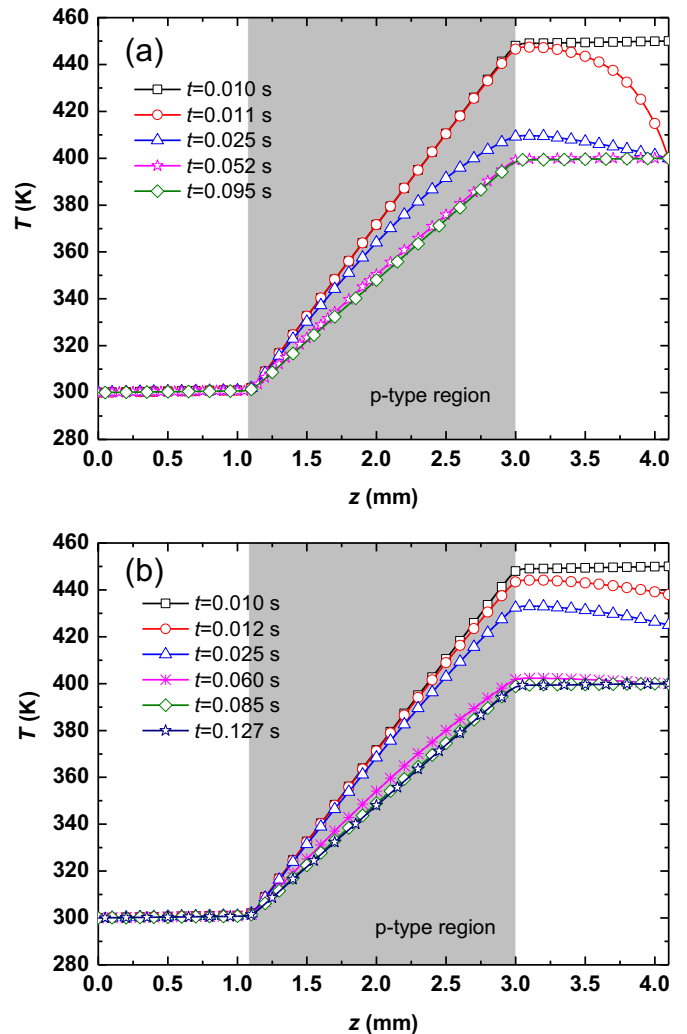 (a)
t=0.010 s
t=0.011 s
t=0.025 s
t=0.052 s
t=0.095 s
p-type region
460
440
420
400
380
360
340
320
300
280
T (K)
0.0 0.5 1.0 1.5 2.0 2.5 3.0 3.5 4.0
z (mm)
(b)
t=0.010 s
t=0.012 s
t=0.025 s
t=0.060 s
t=0.085 s
t=0.127 s
p-type region
460
440
420
400
380
360
340
320
300
280
T (K)
0.0 0.5 1.0 1.5 2.0 2.5 3.0 3.5 4.0
z (mm)